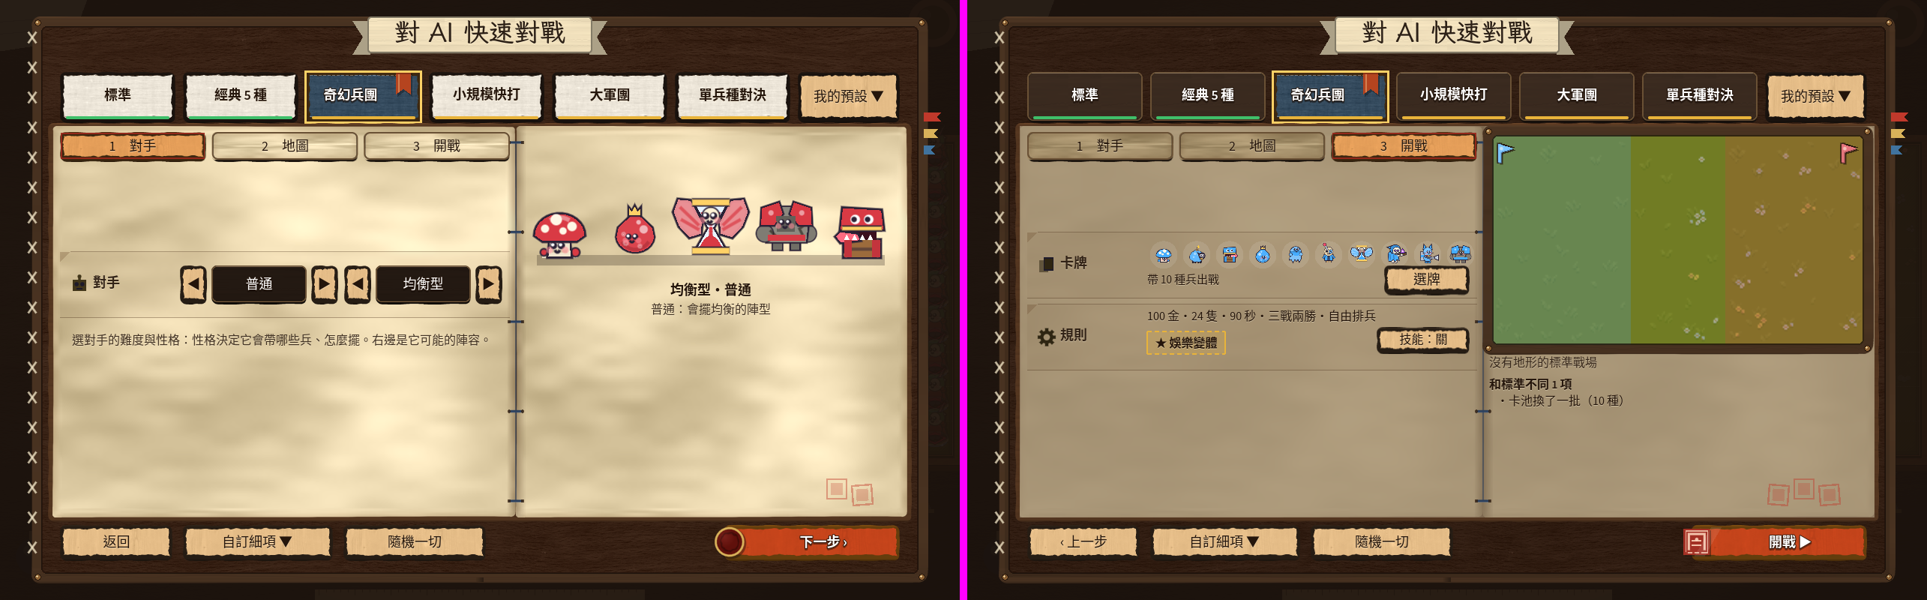 對 AI 快速對戰
標準
經典 5 種
奇幻兵團
小規模快打
大軍團
單兵種對決
我的預設 ▼
1 對手
2 地圖
3 開戰
對手
◀ 普通 ▶
◀ 均衡型 ▶
選對手的難度與性格：性格決定它會帶哪些兵、怎麼擺。右邊是它可能的陣容。
均衡型・普通
普通：會擺均衡的陣型
返回
自訂細項 ▼
隨機一切
下一步 ›
對 AI 快速對戰
標準
經典 5 種
奇幻兵團
小規模快打
大軍團
單兵種對決
我的預設 ▼
1 對手
2 地圖
3 開戰
卡牌
帶 10 種兵出戰
選牌
規則
100 金・24 隻・90 秒・三戰兩勝・自由排兵
★ 娛樂變體
技能：關
沒有地形的標準戰場
和標準不同 1 項
・卡池換了一批（10 種）
‹ 上一步
自訂細項 ▼
隨機一切
開戰 ▶